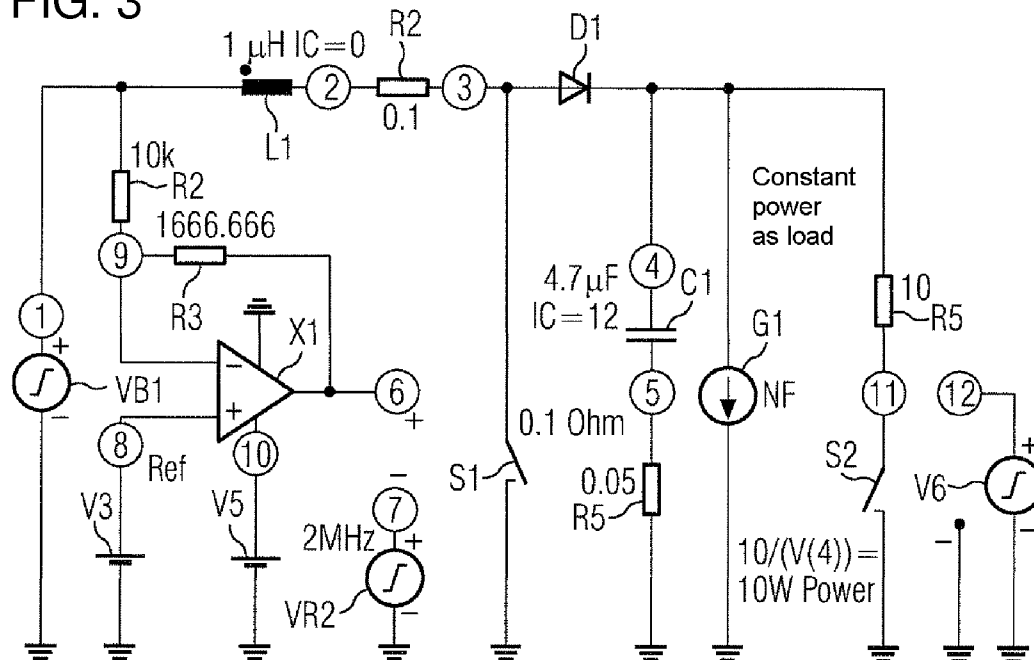 FIG. 3
1 μH IC=0
L1
2
R2
0.1
3
D1
10k
R2
1666.666
R3
9
1
+
−
VB1
X1
−
+
6
+
8
Ref
10
V3
V5
−
7
2MHz
+
−
VR2
0.1 Ohm
S1
4
4.7μF
IC=12
C1
5
0.05
R5
Constant
power
as load
G1
NF
10
R5
11
12
S2
V6
+
−
−
10/(V(4))=
10W Power